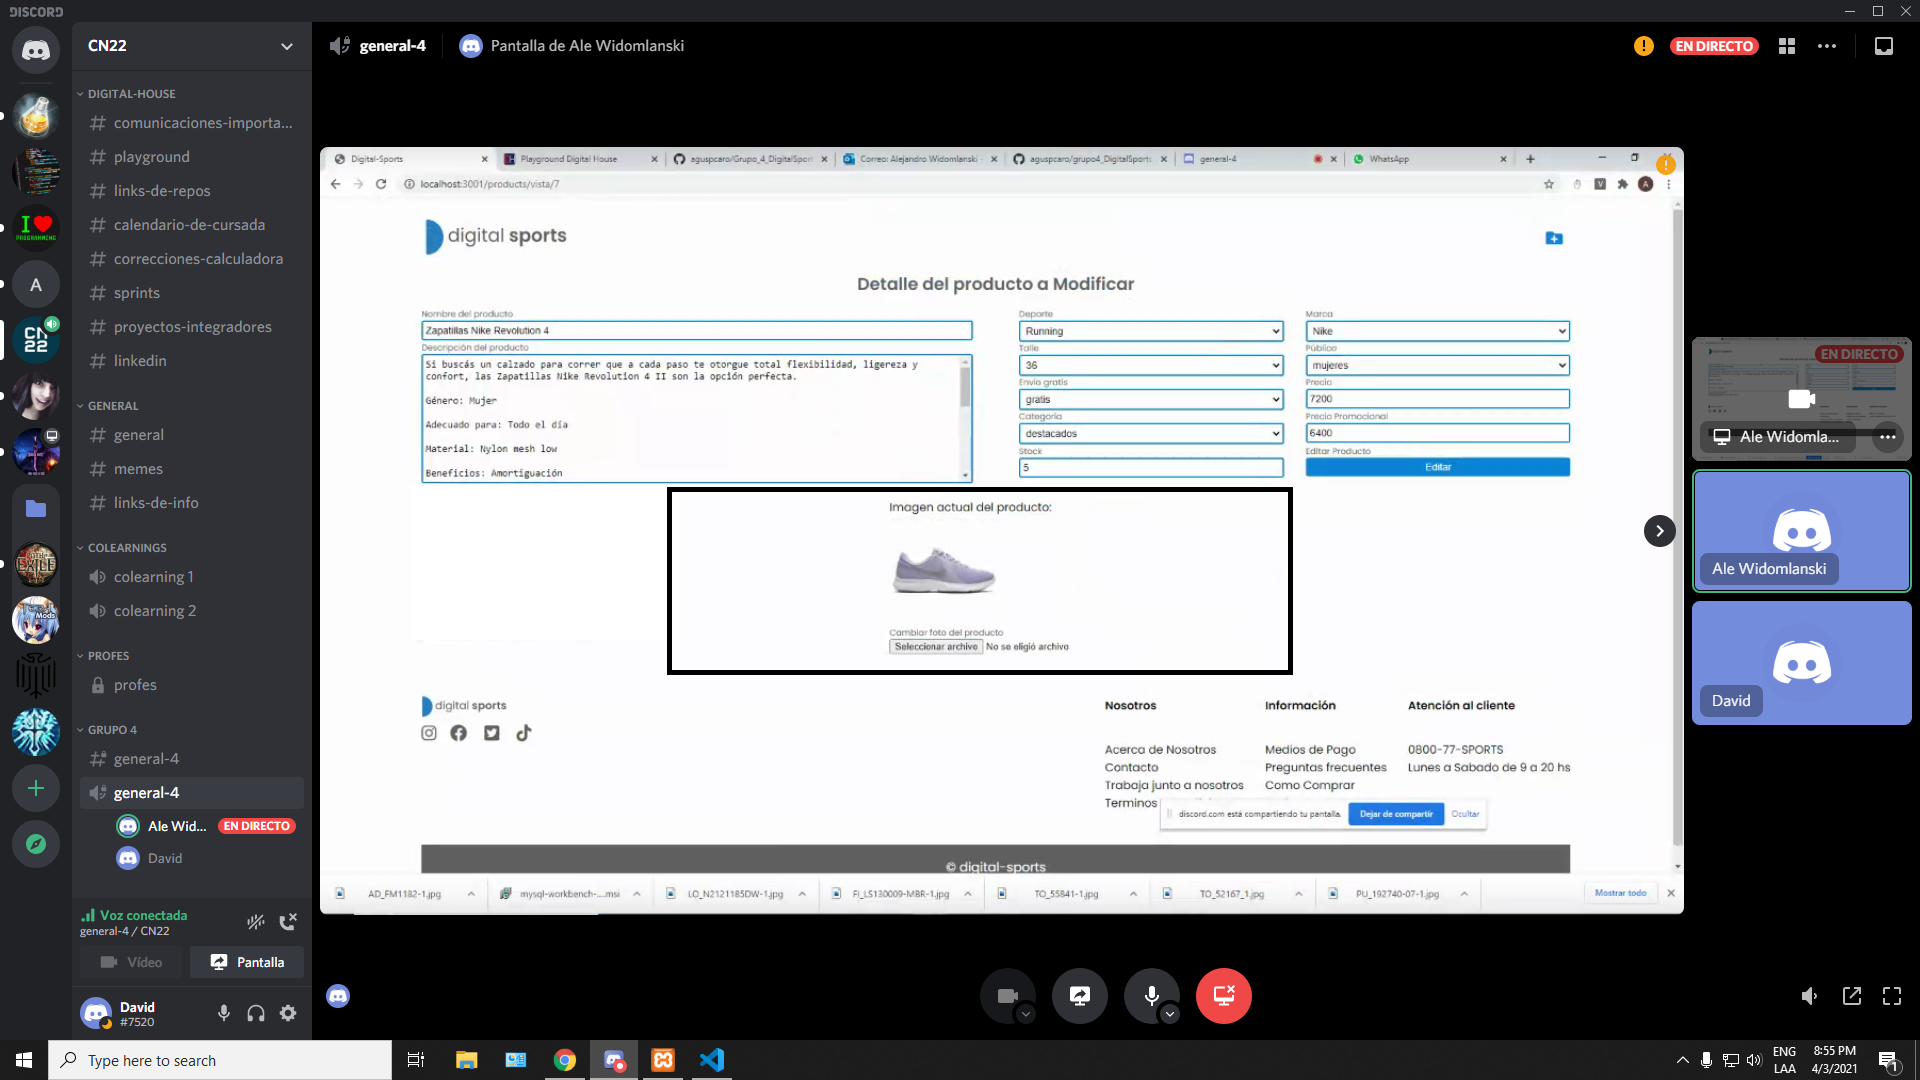 DISCORD
CN22
general-4
Pantalla de Ale Widomlanski
EN DIRECTO
DIGITAL-HOUSE
comunicaciones-importa...
playground
links-de-repos
calendario-de-cursada
correcciones-calculadora
sprints
proyectos-integradores
linkedin
GENERAL
general
memes
links-de-info
COLEARNINGS
colearning 1
colearning 2
PROFES
profes
GRUPO 4
general-4
general-4
Ale Wid...
EN DIRECTO
David
Voz conectada
general-4 / CN22
Vídeo
Pantalla
David
#7520
I
PROGRAMMING
A
CN
22
EXILE
Mods
Digital-Sports
Playground Digital House
aguspcaro/Grupo_4_DigitalSport
Correo: Alejandro Widomlanski -
aguspcaro/grupo4_DigitalSports
general-4
WhatsApp
localhost:3001/products/vista/7
V
A
digital sports
Detalle del producto a Modificar
Nombre del producto
Zapatillas Nike Revolution 4
Descripción del producto
Si buscás un calzado para correr que a cada paso te otorgue total flexibilidad, ligereza y
confort, las Zapatillas Nike Revolution 4 II son la opción perfecta.
Género: Mujer
Adecuado para: Todo el día
Material: Nylon mesh low
Beneficios: Amortiguación
Deporte
Running
Talle
36
Envio gratis
gratis
Categoria
destacados
Stock
5
Marca
Nike
Público
mujeres
Precio
7200
Precio Promocional
6400
Editar Producto
Editar
Imagen actual del producto:
Cambiar foto del producto
Seleccionar archivo No se eligió archivo
digital sports
Nosotros
Acerca de Nosotros
Contacto
Trabaja junto a nosotros
Terminos
Información
Medios de Pago
Preguntas frecuentes
Como Comprar
Atención al cliente
0800-77-SPORTS
Lunes a Sabado de 9 a 20 hs
discord.com está compartiendo tu pantalla.
Dejar de compartir
Ocultar
© digital-sports
AD_FM1182-1.jpg
mysql-workbench-....msi
LO_N2121185DW-1.jpg
FI_LS130009-MBR-1.jpg
TO_55841-1.jpg
TO_52167_1.jpg
PU_192740-07-1.jpg
Mostrar todo
EN DIRECTO
Ale Widomla...
Ale Widomlanski
David
Type here to search
ENG
LAA
8:55 PM
4/3/2021
1